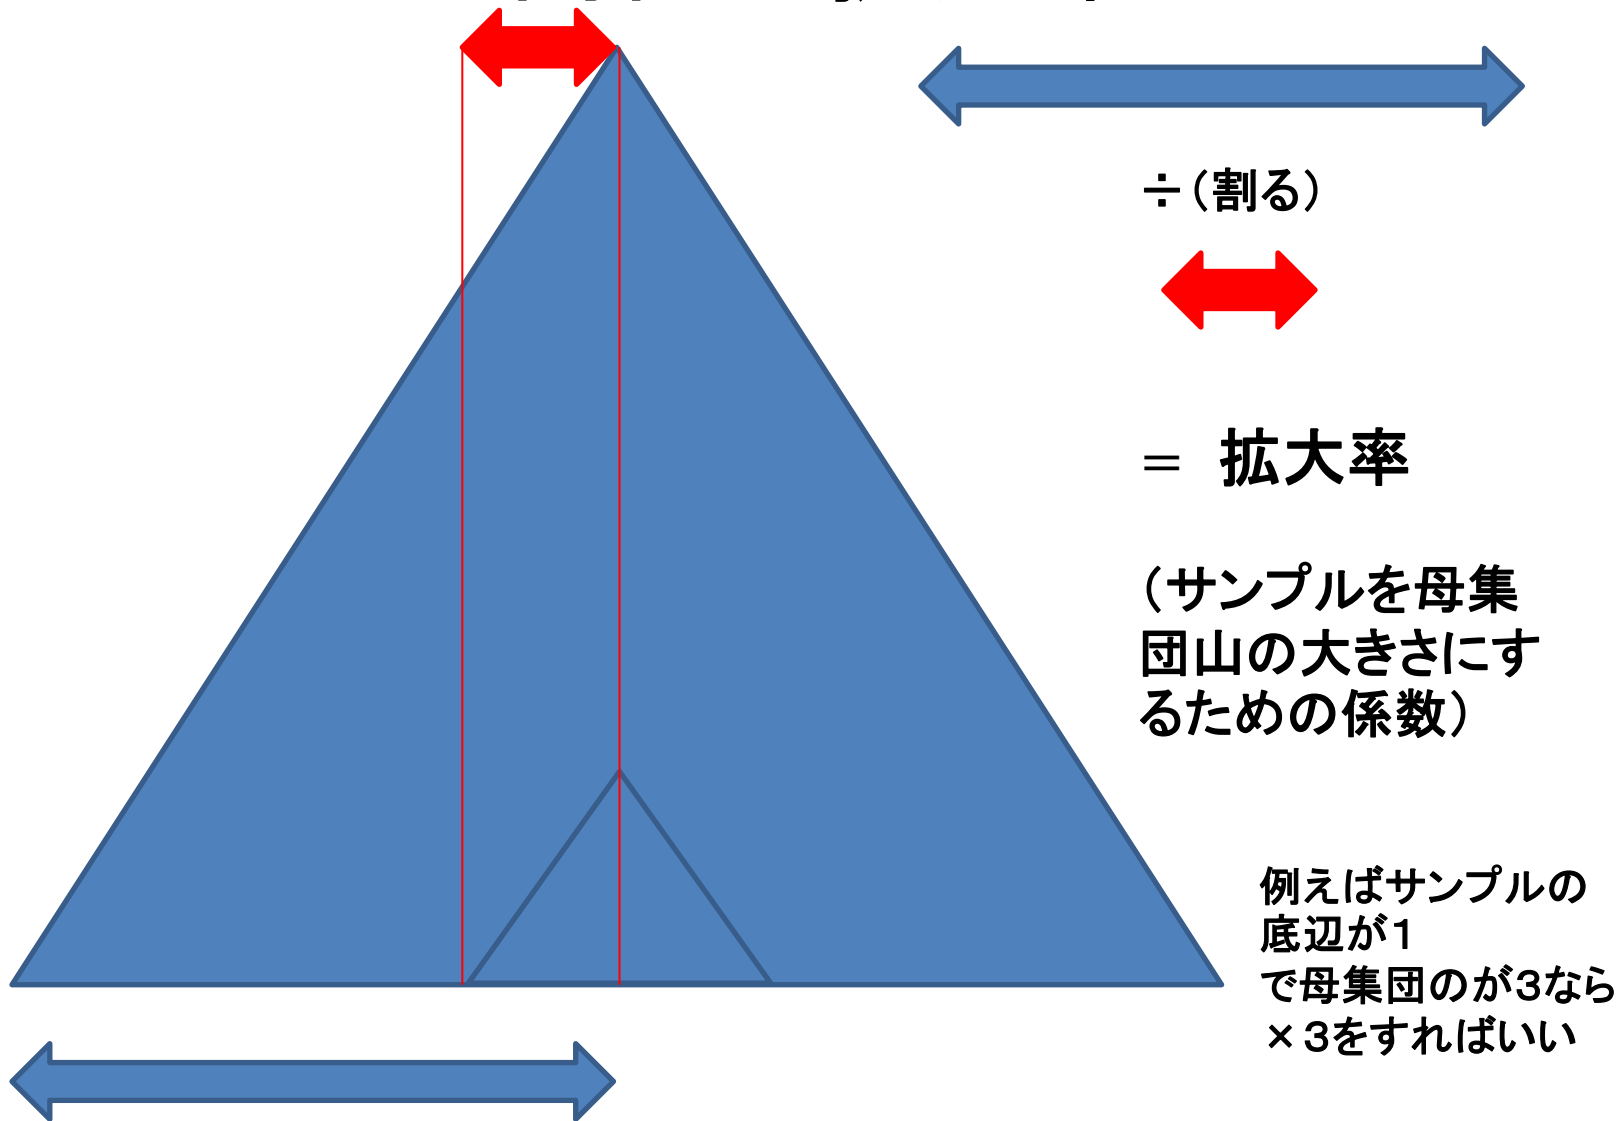 ÷（割る）
＝ 拡大率
（サンプルを母集
団山の大きさにす
るための係数）
例えばサンプルの
底辺が１
で母集団のが３なら
×３をすればいい